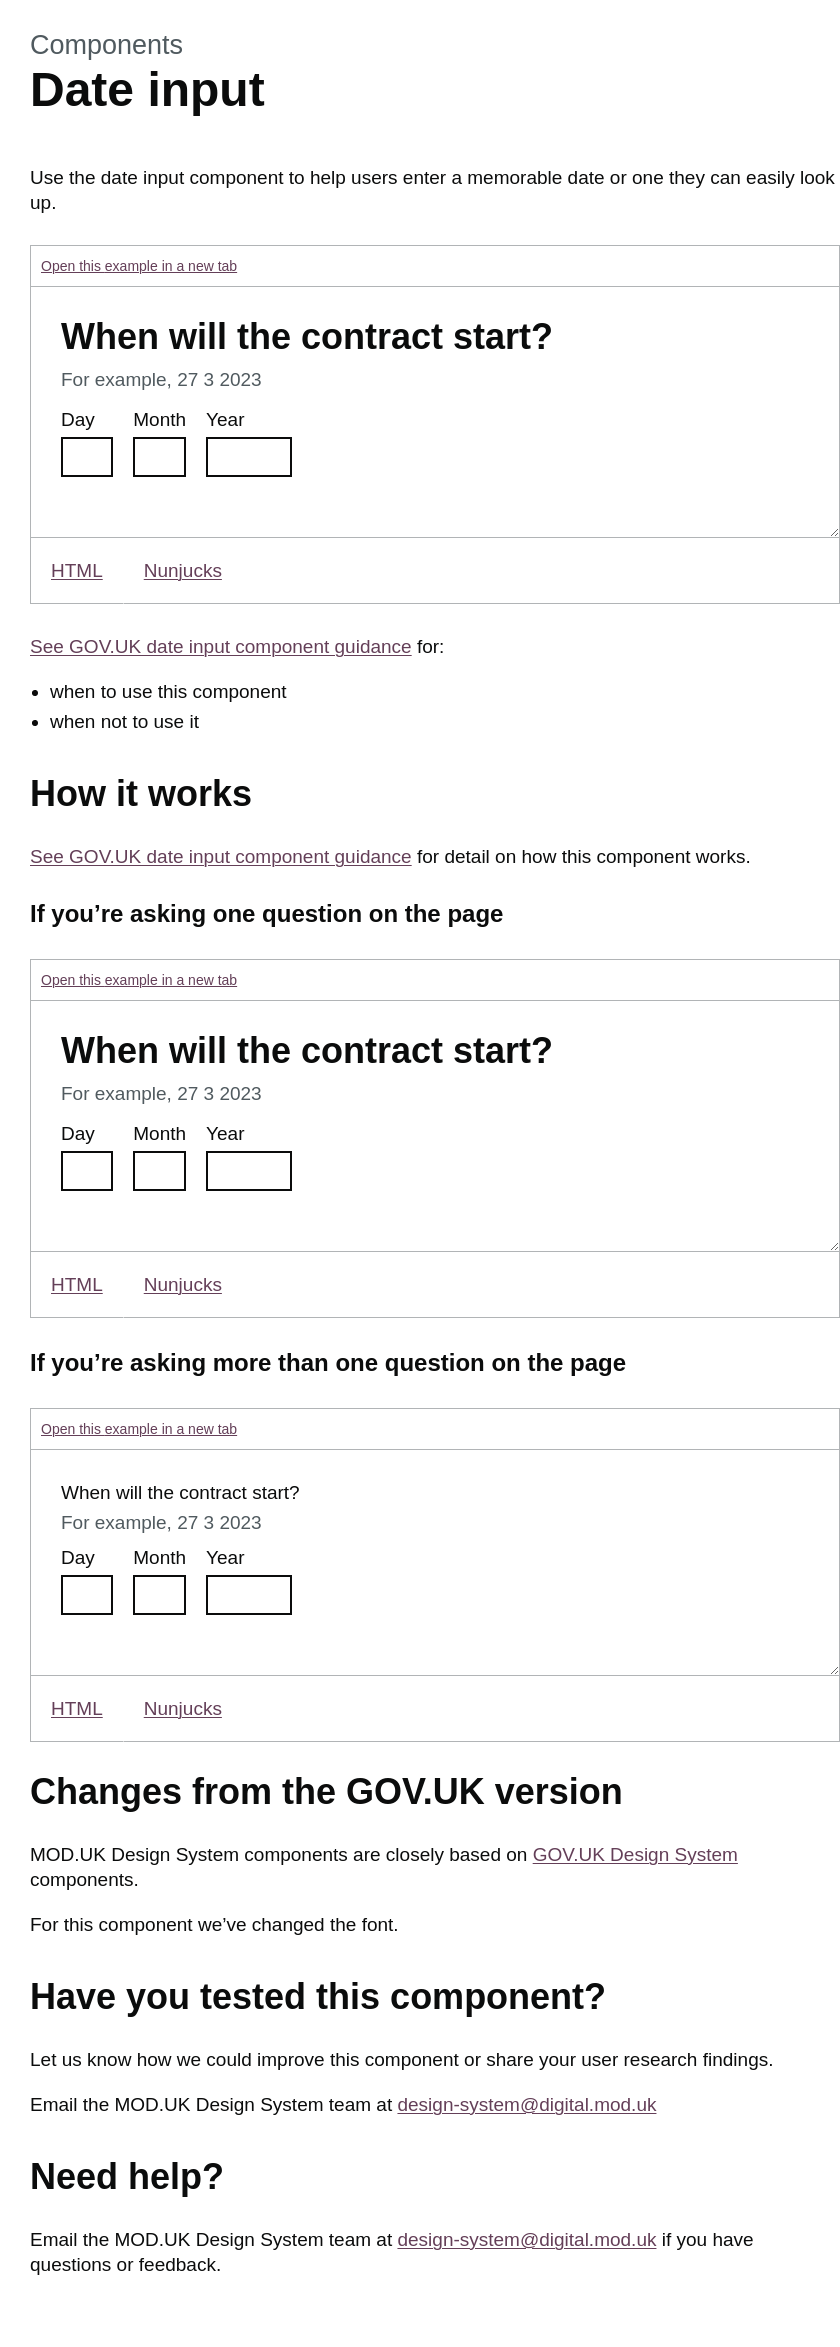 Components
Date input
Use the date input component to help users enter a memorable date or one they can easily look
up.
Open this example in a new tab
When will the contract start?
For example, 27 3 2023
Day Month Year
HTML Nunjucks
See GOV.UK date input component guidance for:
• when to use this component
• when not to use it
How it works
See GOV.UK date input component guidance for detail on how this component works.
If you’re asking one question on the page
Open this example in a new tab
When will the contract start?
For example, 27 3 2023
Day Month Year
HTML Nunjucks
If you’re asking more than one question on the page
Open this example in a new tab
When will the contract start?
For example, 27 3 2023
Day Month Year
HTML Nunjucks
Changes from the GOV.UK version
MOD.UK Design System components are closely based on GOV.UK Design System
components.
For this component we’ve changed the font.
Have you tested this component?
Let us know how we could improve this component or share your user research findings.
Email the MOD.UK Design System team at design-system@digital.mod.uk
Need help?
Email the MOD.UK Design System team at design-system@digital.mod.uk if you have
questions or feedback.